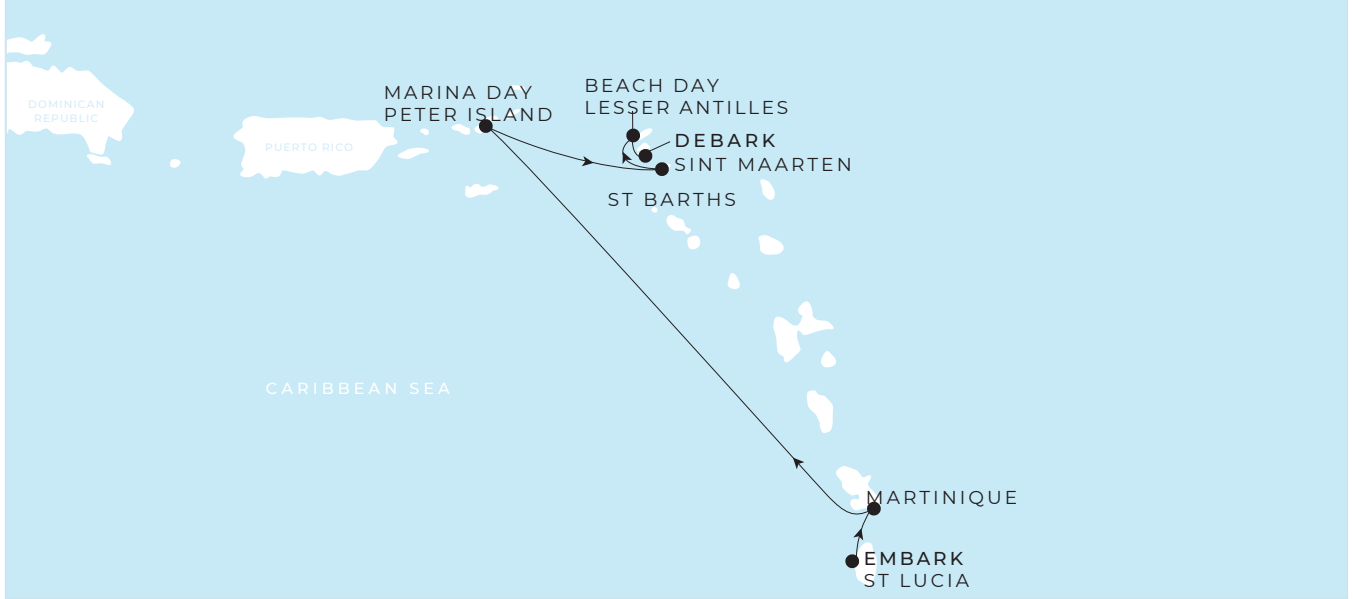 MARINA DAY
PETER ISLAND
BEACH DAY
LESSER ANTILLES
DOMINICAN
REPUBLIC
PUERTO RICO
DEBARK
SINT MAARTEN
ST BARTHS
CARIBBEAN SEA
MARTINIQUE
EMBARK
ST LUCIA